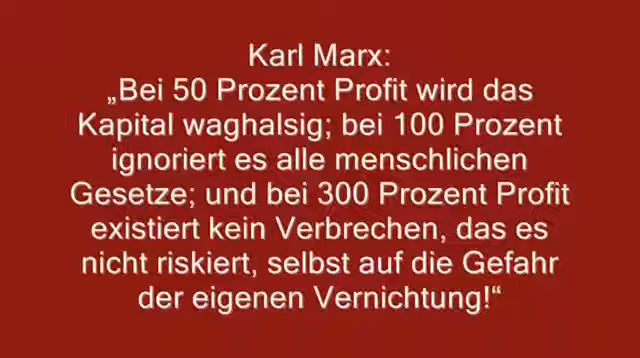 Karl Marx:
„Bei 50 Prozent Profit wird das
Kapital waghalsig; bei 100 Prozent
ignoriert es alle menschlichen
Gesetze; und bei 300 Prozent Profit
existiert kein Verbrechen, das es
nicht riskiert, selbst auf die Gefahr
der eigenen Vernichtung!“